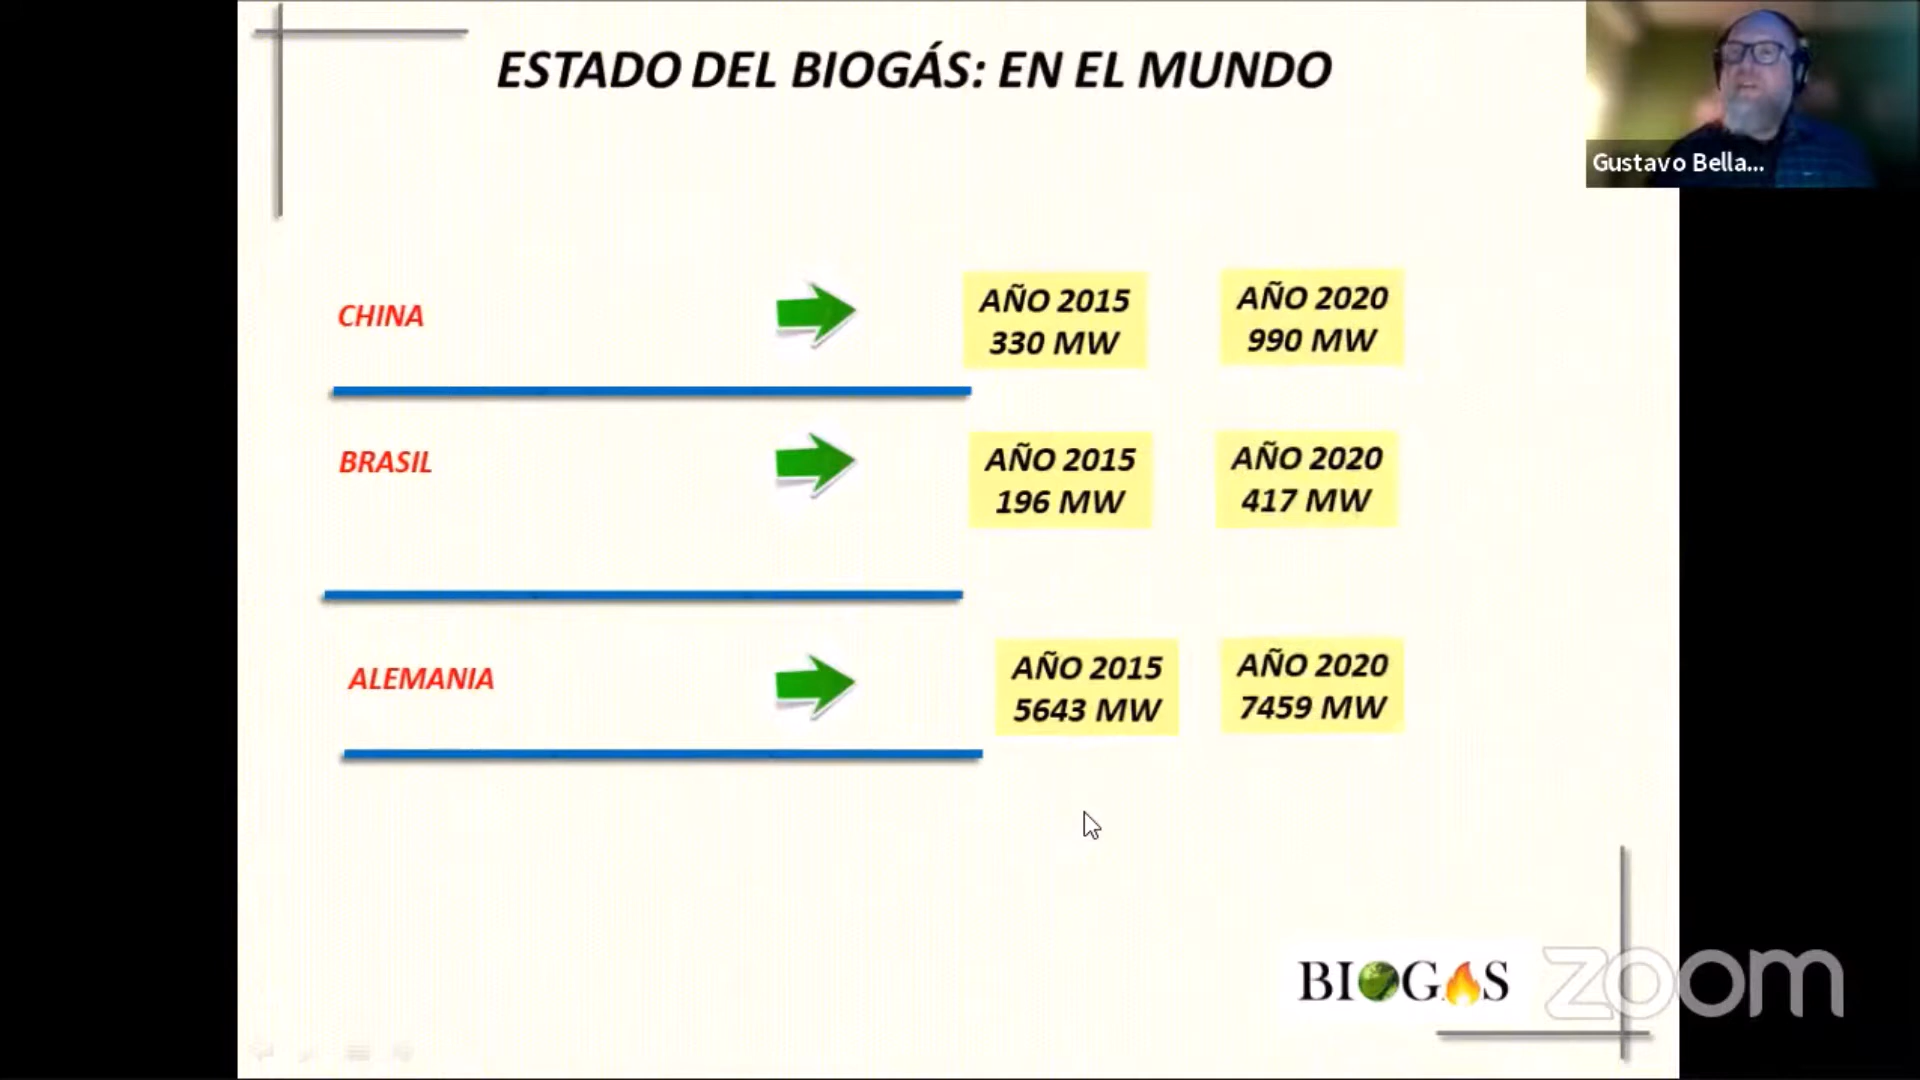 ESTADO DEL BIOGÁS: EN EL MUNDO
Gustavo Bella...
CHINA
AÑO 2015
330 MW
AÑO 2020
990 MW
BRASIL
AÑO 2015
196 MW
AÑO 2020
417 MW
ALEMANIA
AÑO 2015
5643 MW
AÑO 2020
7459 MW
BIOGAS
zoom